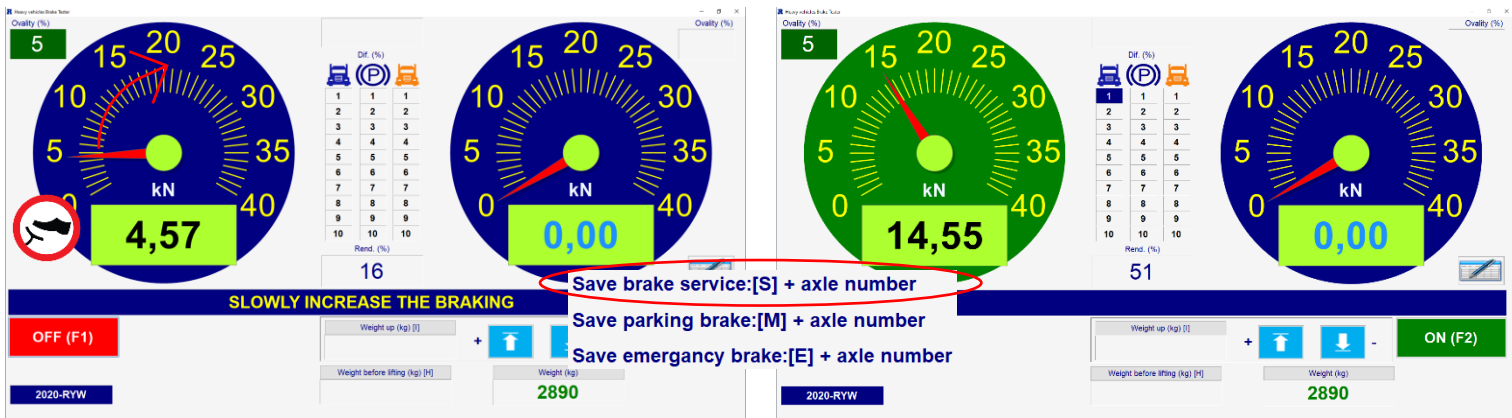 Heavy vehicles Brake Tester
Ovality (%)
5
0 5 10 15 20 25 30 35 40
kN
4,57
Dif. (%)
P
1 1 1
2 2 2
3 3 3
4 4 4
5 5 5
6 6 6
7 7 7
8 8 8
9 9 9
10 10 10
Rend. (%)
16
Ovality (%)
0 5 10 15 20 25 30 35 40
kN
0,00
SLOWLY INCREASE THE BRAKING
OFF (F1)
Weight up (kg) [I]
+
Weight before lifting (kg) [H]
Weight (kg)
2890
2020-RYW
Save brake service:[S] + axle number
Save parking brake:[M] + axle number
Save emergancy brake:[E] + axle number
Heavy vehicles Brake Tester
Ovality (%)
5
0 5 10 15 20 25 30 35 40
kN
14,55
Dif. (%)
P
1 1 1
2 2 2
3 3 3
4 4 4
5 5 5
6 6 6
7 7 7
8 8 8
9 9 9
10 10 10
Rend. (%)
51
Ovality (%)
0 5 10 15 20 25 30 35 40
kN
0,00
Weight up (kg) [I]
+ -
ON (F2)
Weight before lifting (kg) [H]
Weight (kg)
2890
2020-RYW